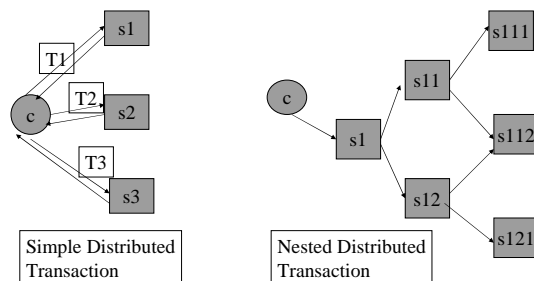 s1
T1
T2
c
s2
T3
s3
Simple Distributed
Transaction
s111
s11
c
s1
s112
s12
s121
Nested Distributed
Transaction